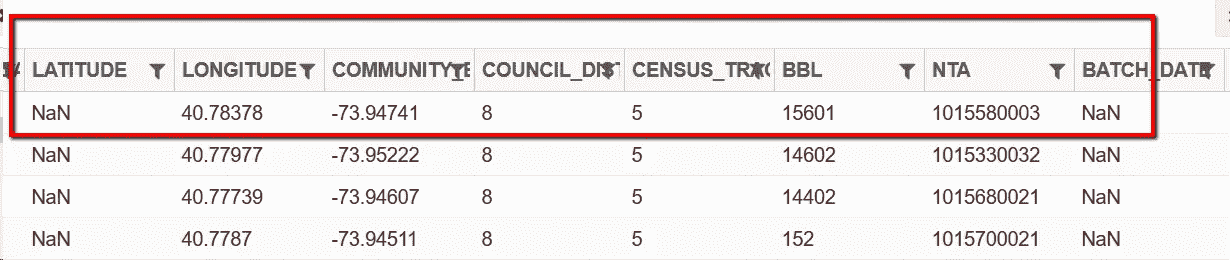 LATITUDE LONGITUDE COMMUNITY_ COUNCIL_DIST CENSUS_TRAC BBL NTA BATCH_DATE
NaN 40.78378 -73.94741 8 5 15601 1015580003 NaN
NaN 40.77977 -73.95222 8 5 14602 1015330032 NaN
NaN 40.77739 -73.94607 8 5 14402 1015680021 NaN
NaN 40.7787 -73.94511 8 5 152 1015700021 NaN